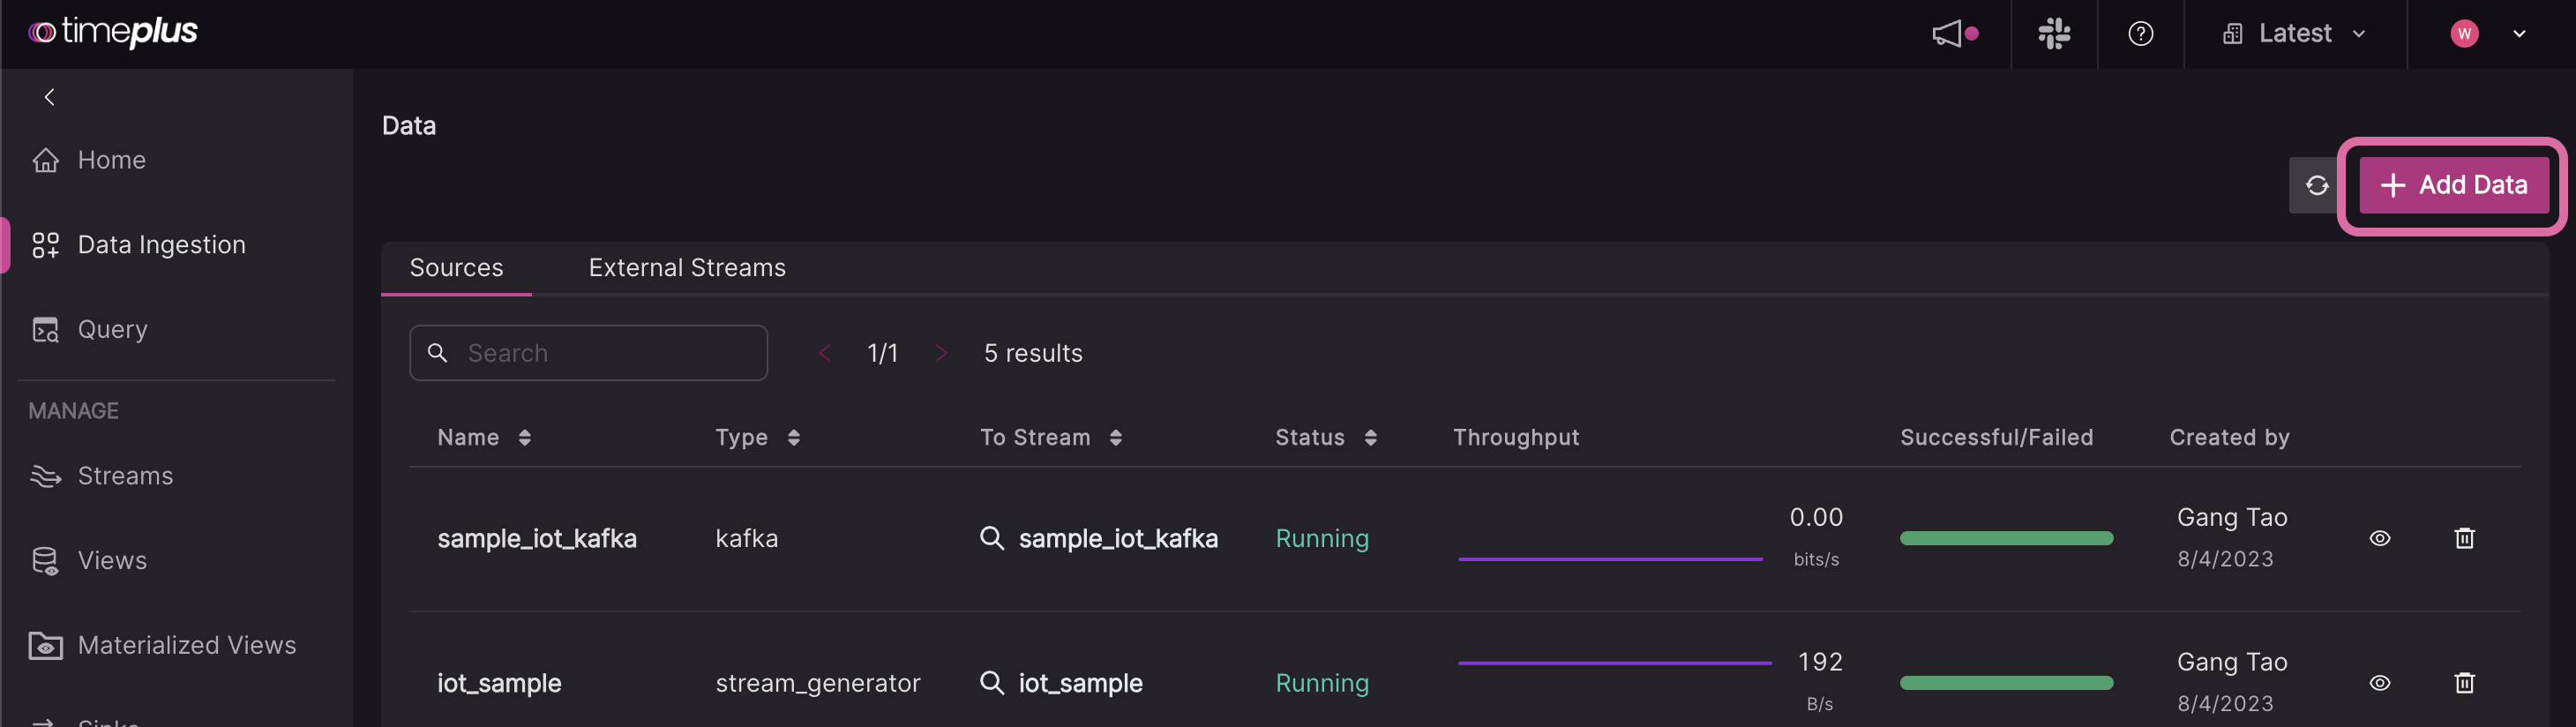 timeplus
Latest
W
Home
Data Ingestion
Query
MANAGE
Streams
Views
Materialized Views
Sinks
Data
Add Data
Sources External Streams
Search 1/1 5 results
Name Type To Stream Status Throughput Successful/Failed Created by
sample_iot_kafka kafka sample_iot_kafka Running 0.00 bits/s Gang Tao 8/4/2023
iot_sample stream_generator iot_sample Running 192 B/s Gang Tao 8/4/2023